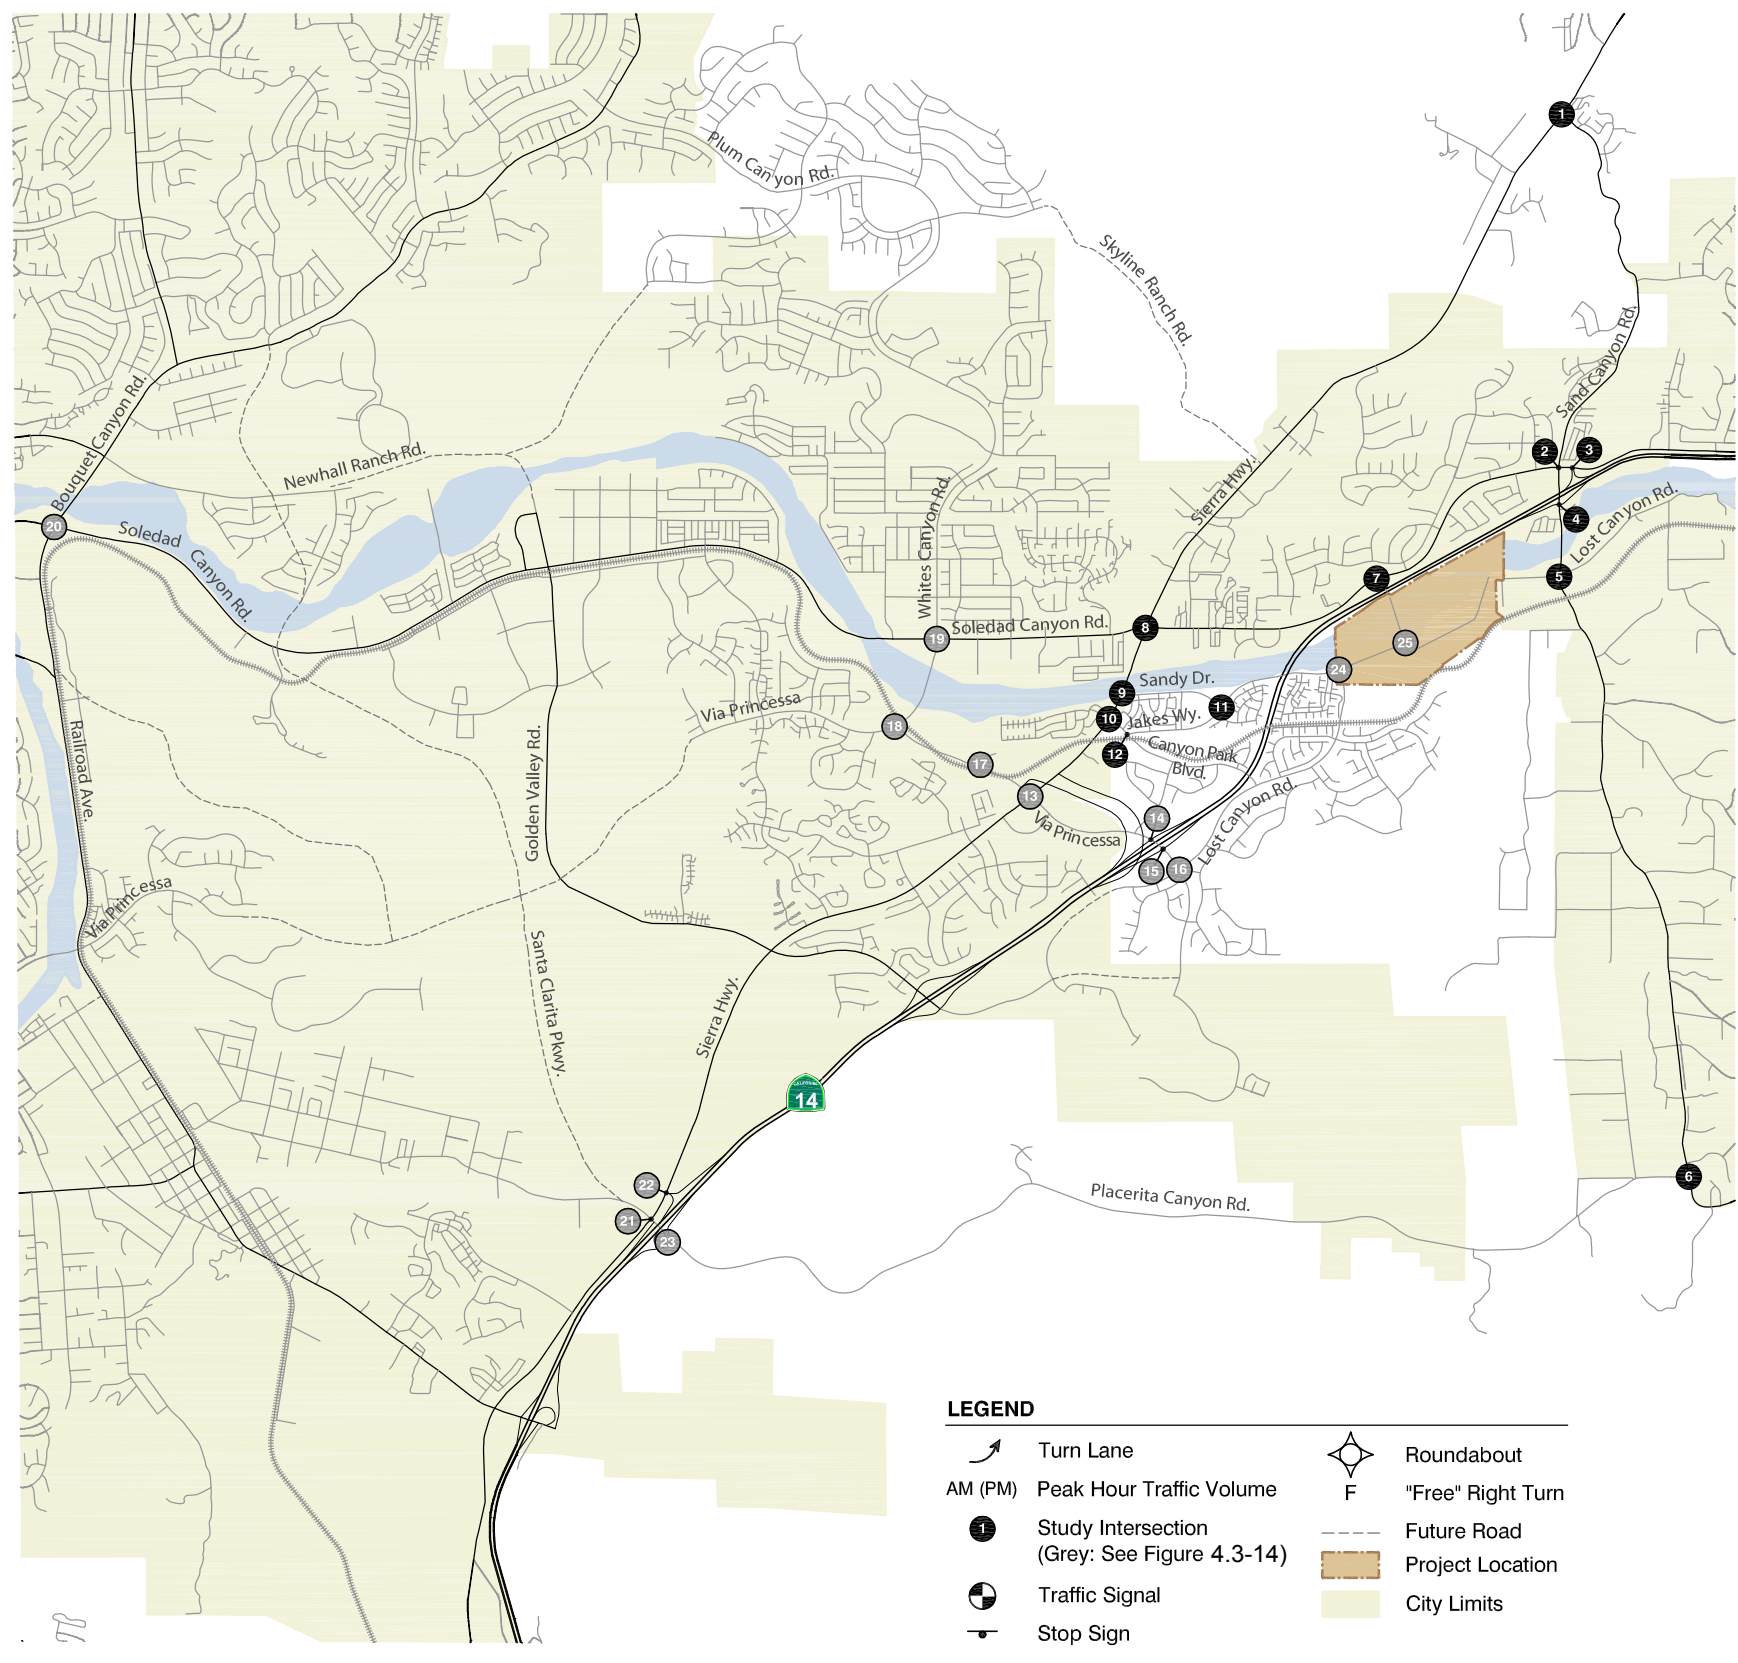 1
Plum Canyon Rd.
Skyline Ranch Rd.
Sand Canyon Rd.
Bouquet Canyon Rd.
Newhall Ranch Rd.
Sierra Hwy.
2
3
4
Lost Canyon Rd.
20
Soledad Canyon Rd.
Whites Canyon Rd.
5
7
19
Soledad Canyon Rd.
8
25
24
Sandy Dr.
9
11
10
Jakes Wy.
Via Princessa
18
12
Canyon Park
Blvd.
17
13
Railroad Ave.
Golden Valley Rd.
14
Via Princessa
Lost Canyon Rd.
15
16
Via Princessa
Santa Clarita Pkwy.
Sierra Hwy.
CALIFORNIA
14
22
21
23
Placerita Canyon Rd.
6
LEGEND
Turn Lane
AM (PM) Peak Hour Traffic Volume
1 Study Intersection
(Grey: See Figure 4.3-14)
Traffic Signal
Stop Sign
Roundabout
F "Free" Right Turn
Future Road
Project Location
City Limits